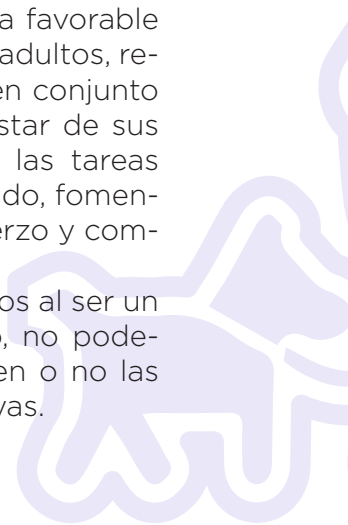 a favorable
adultos, re-
en conjunto
star de sus
las tareas
do, fomen-
erzo y com-
os al ser un
o, no pode-
en o no las
vas.